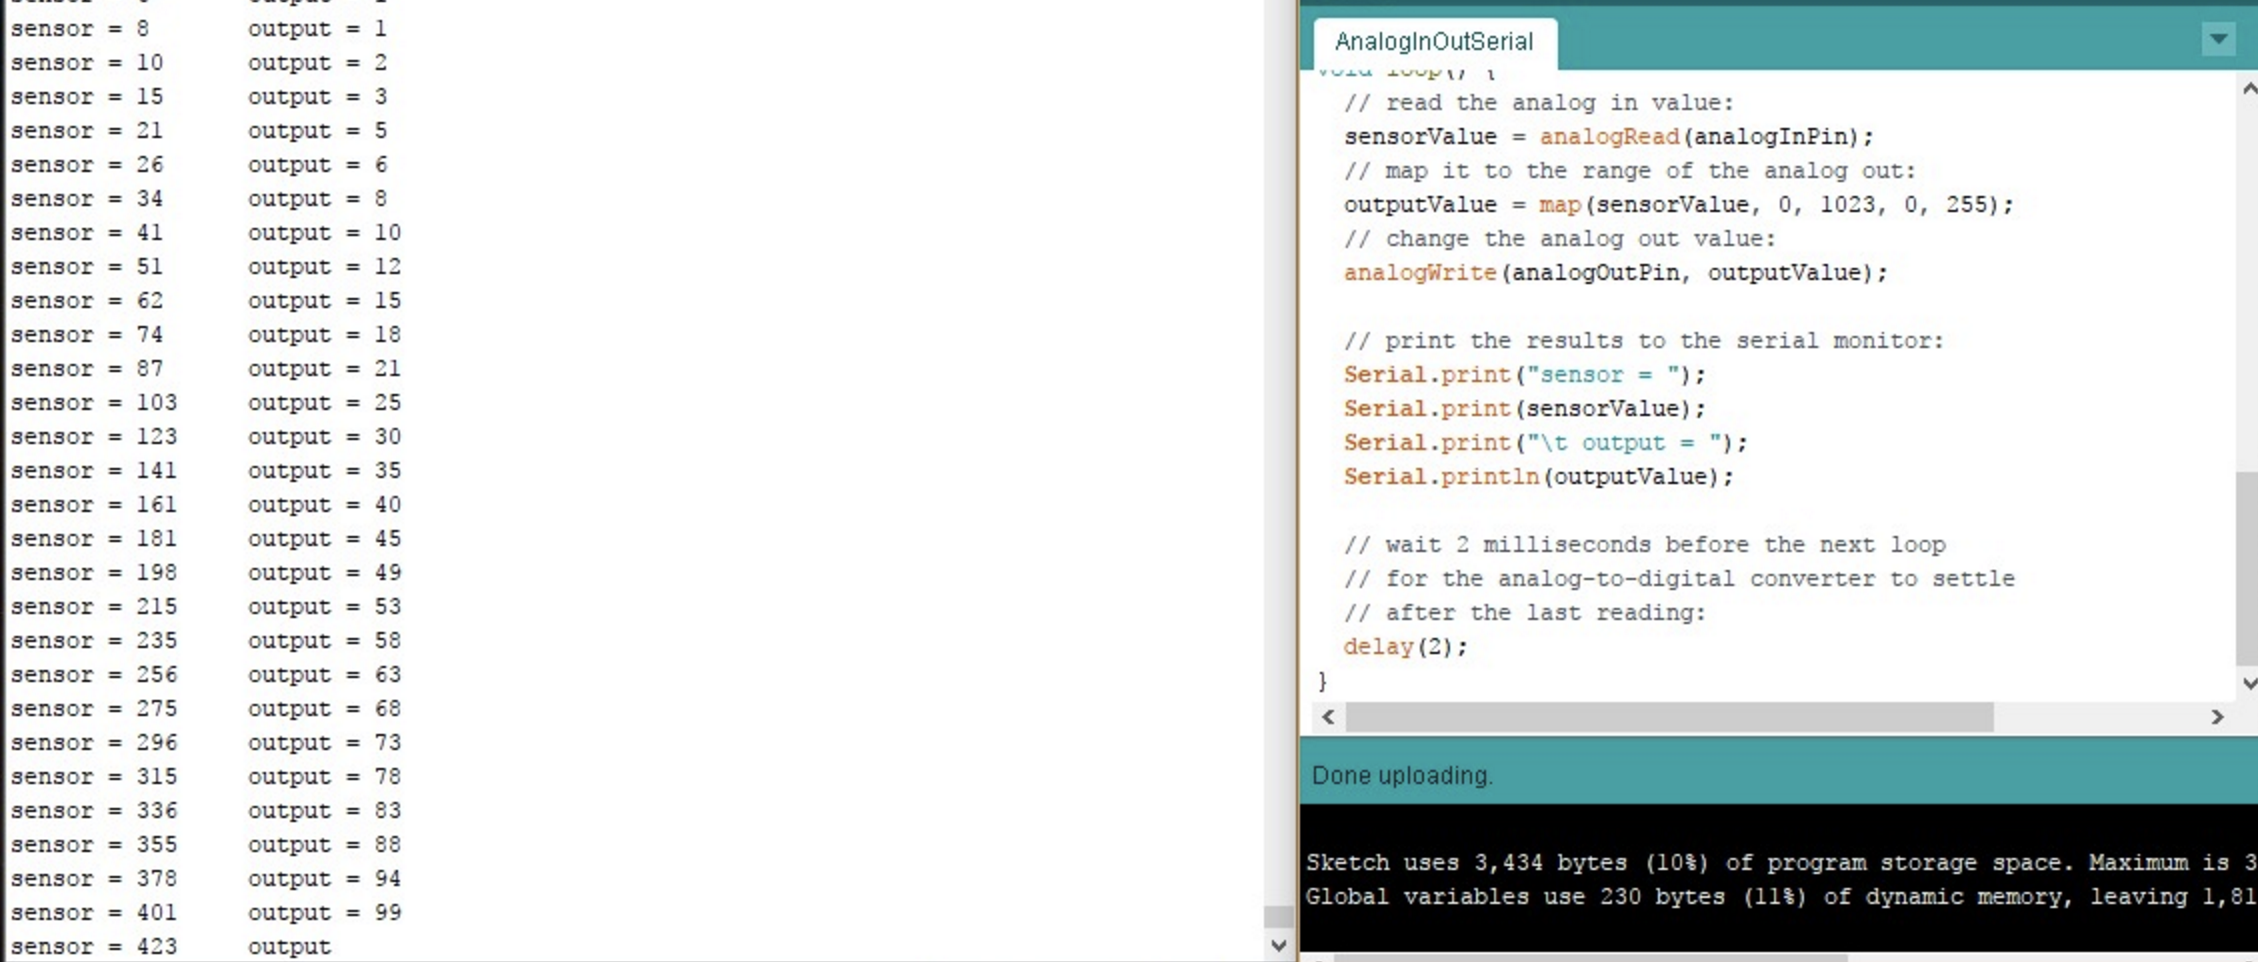 sensor = 8 output = 1
sensor = 10 output = 2
sensor = 15 output = 3
sensor = 21 output = 5
sensor = 26 output = 6
sensor = 34 output = 8
sensor = 41 output = 10
sensor = 51 output = 12
sensor = 62 output = 15
sensor = 74 output = 18
sensor = 87 output = 21
sensor = 103 output = 25
sensor = 123 output = 30
sensor = 141 output = 35
sensor = 161 output = 40
sensor = 181 output = 45
sensor = 198 output = 49
sensor = 215 output = 53
sensor = 235 output = 58
sensor = 256 output = 63
sensor = 275 output = 68
sensor = 296 output = 73
sensor = 315 output = 78
sensor = 336 output = 83
sensor = 355 output = 88
sensor = 378 output = 94
sensor = 401 output = 99
sensor = 423 output
AnalogInOutSerial
void loop() {
// read the analog in value:
sensorValue = analogRead(analogInPin);
// map it to the range of the analog out:
outputValue = map(sensorValue, 0, 1023, 0, 255);
// change the analog out value:
analogWrite(analogOutPin, outputValue);
// print the results to the serial monitor:
Serial.print("sensor = ");
Serial.print(sensorValue);
Serial.print("\t output = ");
Serial.println(outputValue);
// wait 2 milliseconds before the next loop
// for the analog-to-digital converter to settle
// after the last reading:
delay(2);
}
Done uploading.
Sketch uses 3,434 bytes (10%) of program storage space. Maximum is 3
Global variables use 230 bytes (11%) of dynamic memory, leaving 1,81